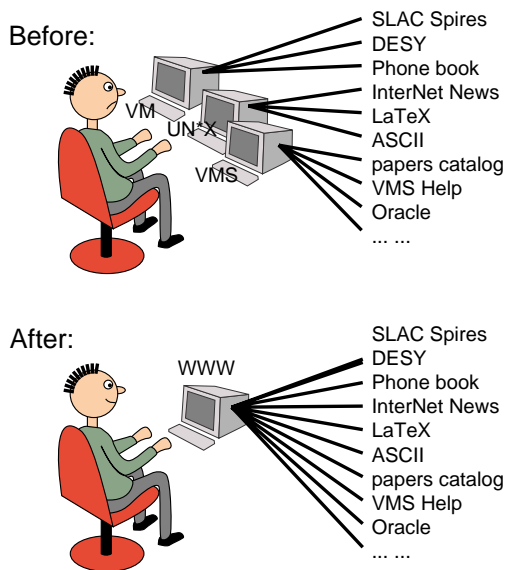 Before:
SLAC Spires
DESY
Phone book
InterNet News
LaTeX
ASCII
papers catalog
VMS Help
Oracle
... ...
VM
UN*X
VMS
After:
WWW
SLAC Spires
DESY
Phone book
InterNet News
LaTeX
ASCII
papers catalog
VMS Help
Oracle
... ...